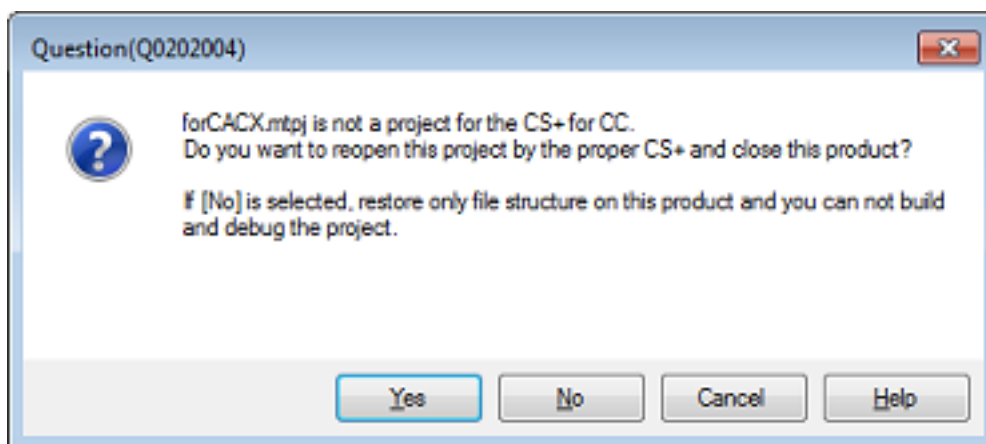 Question(Q0202004)
forCACX.mtpj is not a project for the CS+ for CC.
Do you want to reopen this project by the proper CS+ and close this product?
If [No] is selected, restore only file structure on this product and you can not build
and debug the project.
Yes No Cancel Help